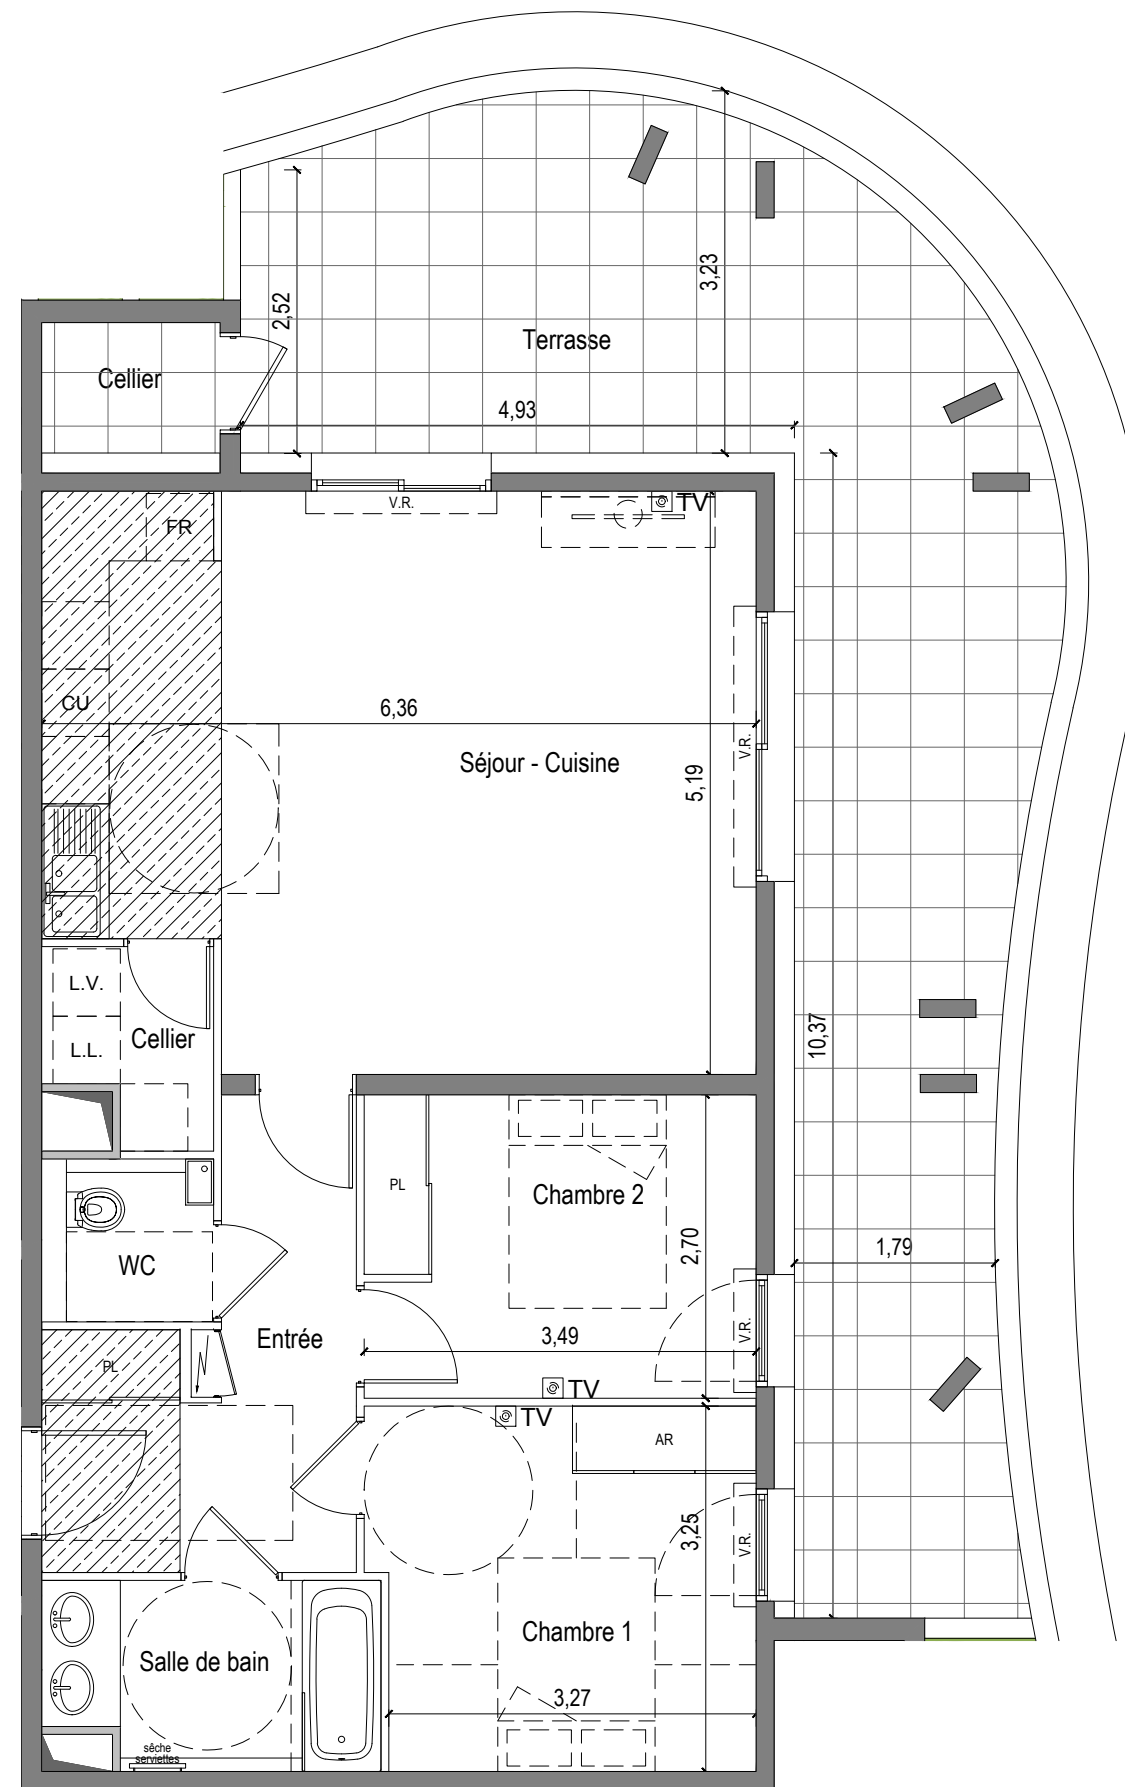 3,23
2,52
Terrasse
Cellier
4,93
V.R.
TV
FR
CU
6,36
Séjour - Cuisine
V.R.
5,19
L.V.
L.L.
Cellier
10,37
PL
Chambre 2
WC
2,70
1,79
Entrée
3,49
V.R.
PL
TV
TV
AR
3,25
V.R.
Chambre 1
Salle de bain
3,27
sêche
serviettes